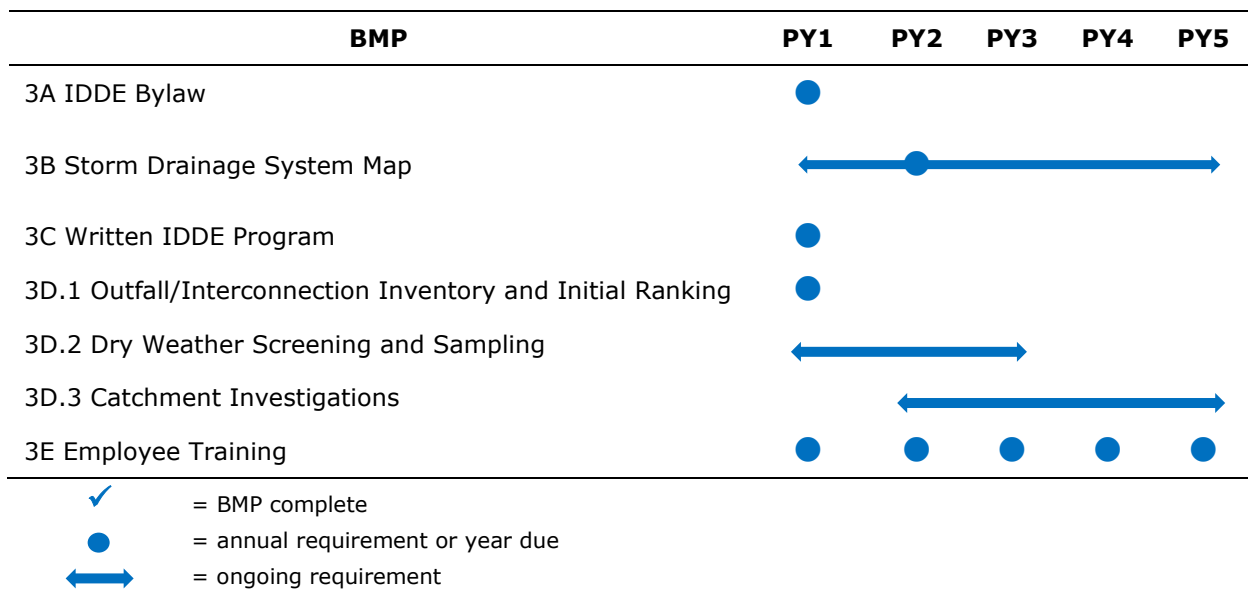 BMP PY1 PY2 PY3 PY4 PY5
3A IDDE Bylaw
3B Storm Drainage System Map
3C Written IDDE Program
3D.1 Outfall/Interconnection Inventory and Initial Ranking
3D.2 Dry Weather Screening and Sampling
3D.3 Catchment Investigations
3E Employee Training
= BMP complete
= annual requirement or year due
= ongoing requirement